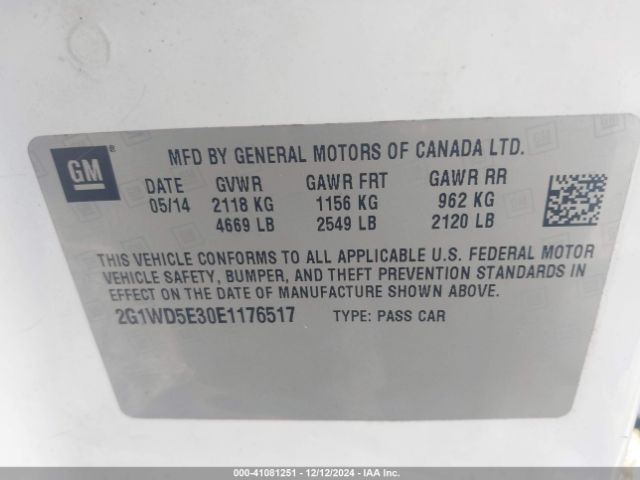 GM®
MFD BY GENERAL MOTORS OF CANADA LTD.
DATE GVWR GAWR FRT GAWR RR
05/14 2118 KG 1156 KG 962 KG
4669 LB 2549 LB 2120 LB
THIS VEHICLE CONFORMS TO ALL APPLICABLE U.S. FEDERAL MOTOR
VEHICLE SAFETY, BUMPER, AND THEFT PREVENTION STANDARDS IN
EFFECT ON THE DATE OF MANUFACTURE SHOWN ABOVE.
2G1WD5E30E1176517 TYPE: PASS CAR
000-41081251 - 12/12/2024 - IAA Inc.